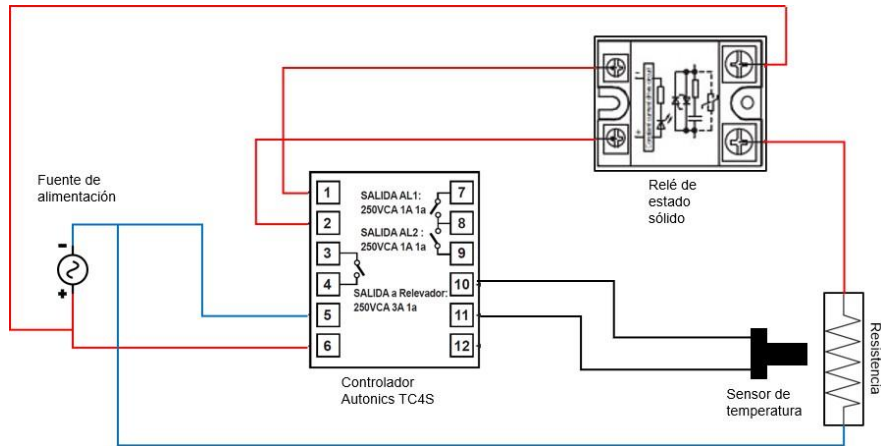 Fuente de
alimentación
-
+
1
2
3
4
5
6
SALIDA AL1:
250VCA 1A 1a
SALIDA AL2 :
250VCA 1A 1a
SALIDA a Relevador:
250VCA 3A 1a
7
8
9
10
11
12
Controlador
Autonics TC4S
Relé de
estado
sólido
Sensor de
temperatura
Resistencia